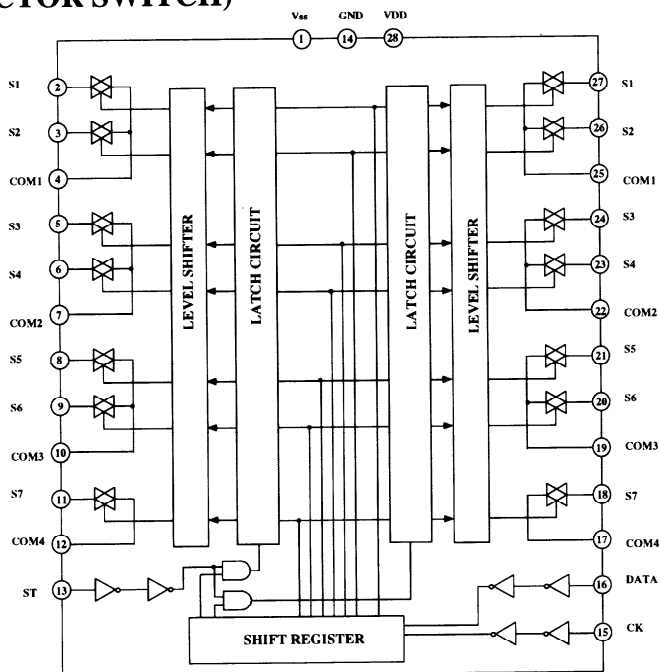 CTOR SWITCH)
Vss GND VDD
1 14 28
S1 2 27 S1
S2 3 26 S2
COM1 4 25 COM1
S3 5 24 S3
S4 6 23 S4
COM2 7 22 COM2
S5 8 21 S5
S6 9 20 S6
COM3 10 19 COM3
S7 11 18 S7
COM4 12 17 COM4
ST 13 16 DATA
15 CK
LEVEL SHIFTER
LATCH CIRCUIT
LATCH CIRCUIT
LEVEL SHIFTER
SHIFT REGISTER